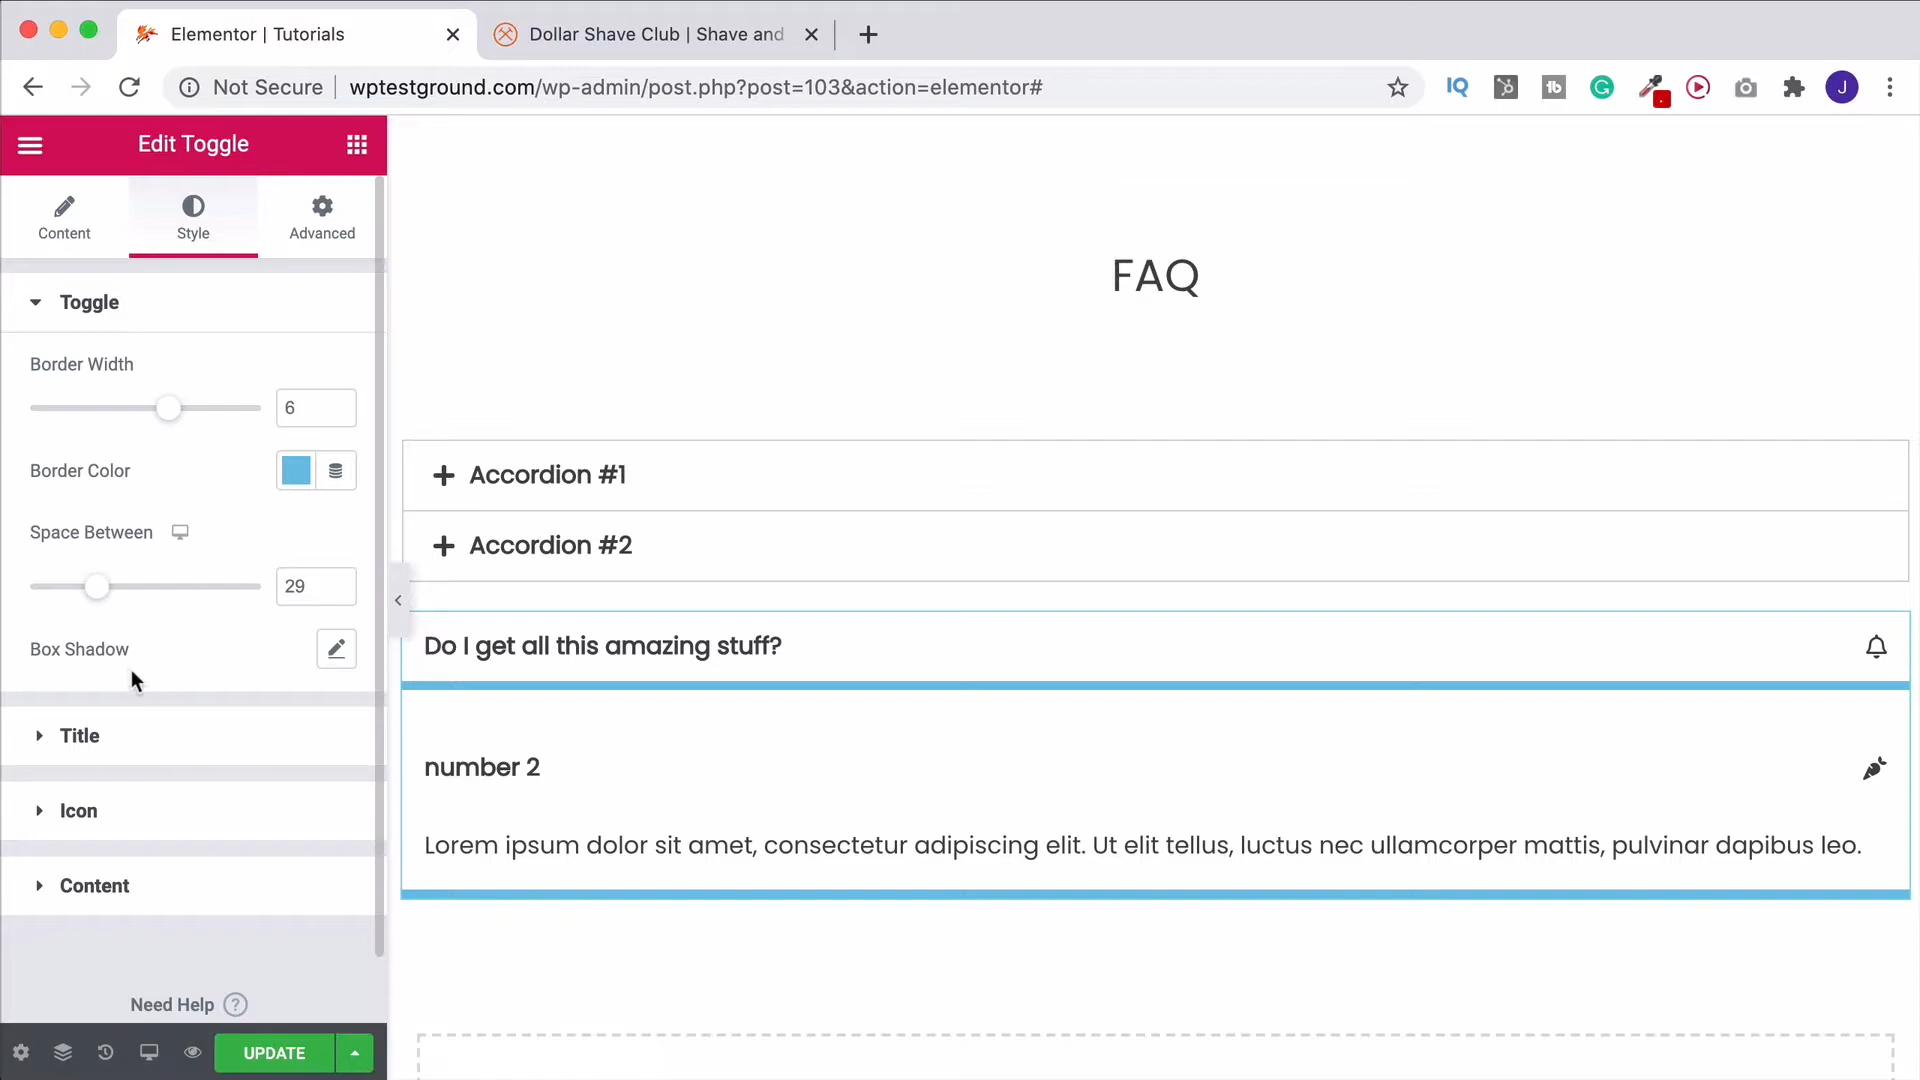 Elementor | Tutorials
Dollar Shave Club | Shave and
Not Secure
wptestground.com/wp-admin/post.php?post=103&action=elementor#
IQ
tb
G
J
Edit Toggle
Content
Style
Advanced
Toggle
Border Width
6
Border Color
Space Between
29
Box Shadow
Title
Icon
Content
Need Help ?
UPDATE
FAQ
Accordion #1
Accordion #2
Do I get all this amazing stuff?
number 2
Lorem ipsum dolor sit amet, consectetur adipiscing elit. Ut elit tellus, luctus nec ullamcorper mattis, pulvinar dapibus leo.